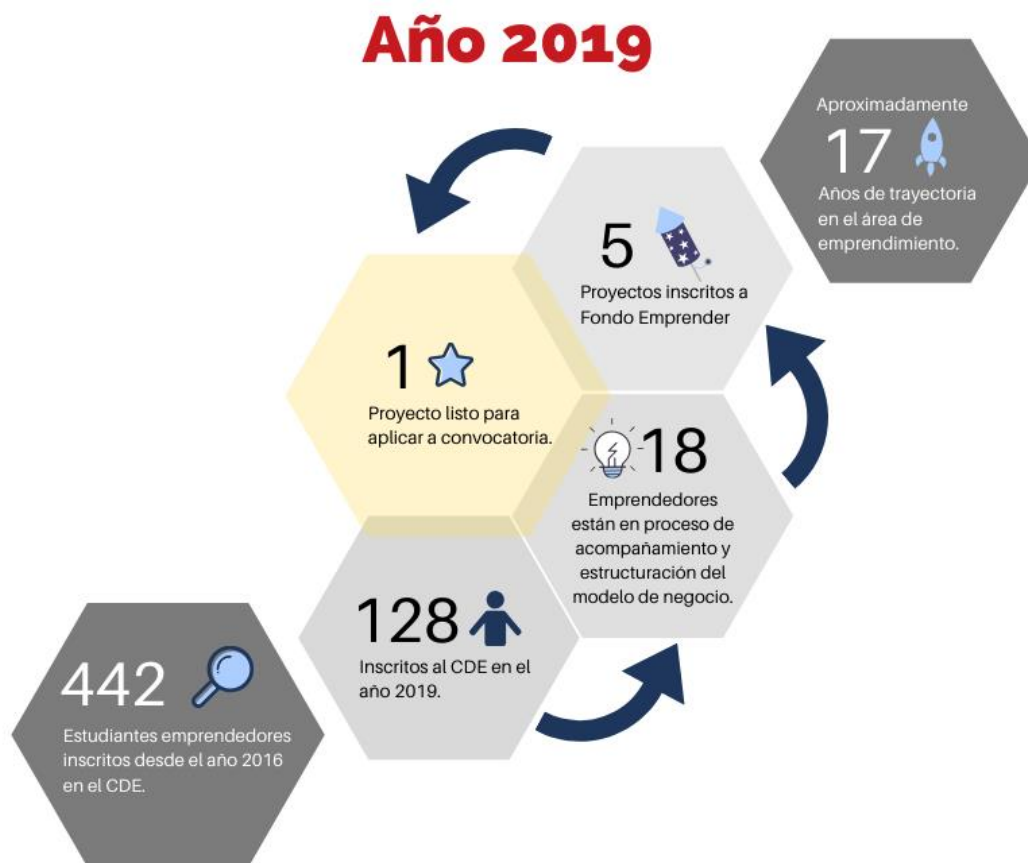 Año 2019
Aproximadamente
17
Años de trayectoria
en el área de
emprendimiento.
5
Proyectos inscritos a
Fondo Emprender
1
Proyecto listo para
aplicar a convocatoria.
18
Emprendedores
están en proceso de
acompañamiento y
estructuración del
modelo de negocio.
128
Inscritos al CDE en el
año 2019.
442
Estudiantes emprendedores
inscritos desde el año 2016
en el CDE.